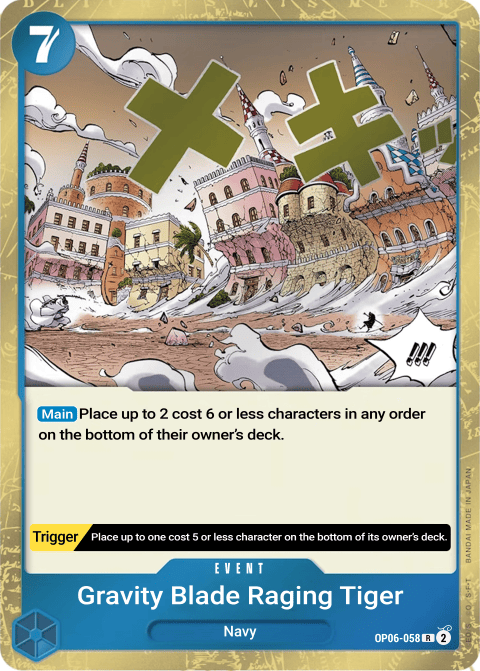 7
メキッ
!!!
Main Place up to 2 cost 6 or less characters in any order
on the bottom of their owner's deck.
Trigger Place up to one cost 5 or less character on the bottom of its owner's deck.
EVENT
Gravity Blade Raging Tiger
Navy
OP06-058 R 2
BANDAI MADE IN JAPAN